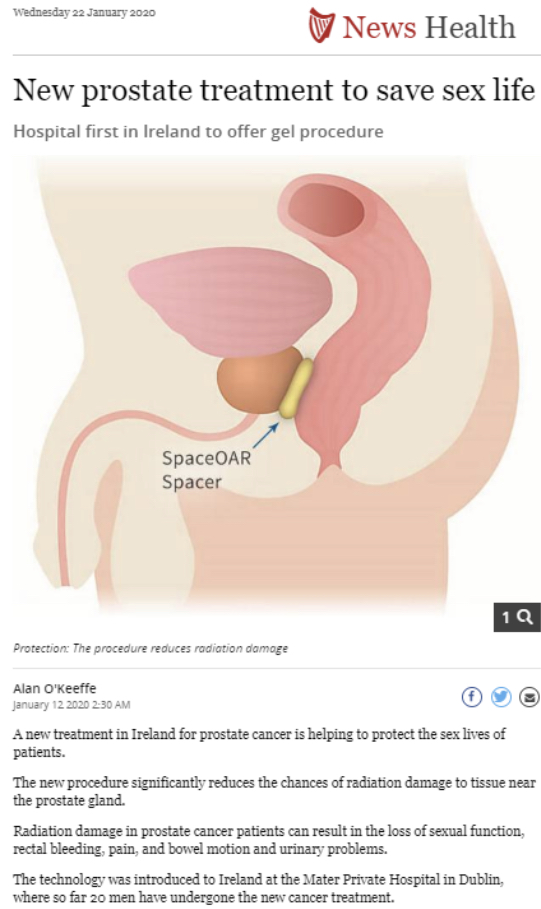 Wednesday 22 January 2020
News Health
New prostate treatment to save sex life
Hospital first in Ireland to offer gel procedure
SpaceOAR
Spacer
1
Protection: The procedure reduces radiation damage
Alan O'Keeffe
January 12 2020 2:30 AM
A new treatment in Ireland for prostate cancer is helping to protect the sex lives of
patients.
The new procedure significantly reduces the chances of radiation damage to tissue near
the prostate gland.
Radiation damage in prostate cancer patients can result in the loss of sexual function,
rectal bleeding, pain, and bowel motion and urinary problems.
The technology was introduced to Ireland at the Mater Private Hospital in Dublin,
where so far 20 men have undergone the new cancer treatment.